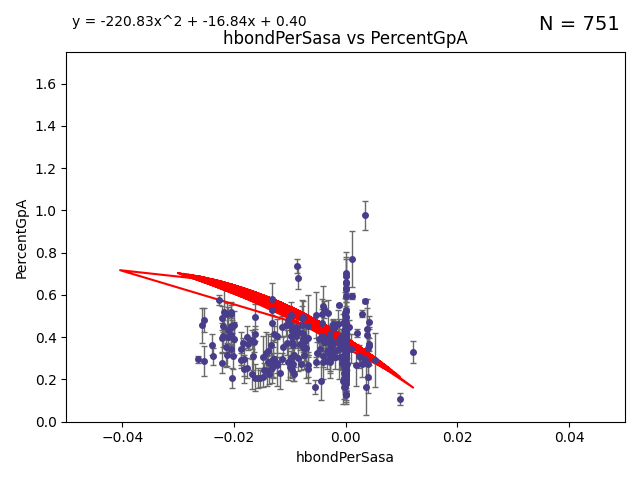 y = -220.83x^2 + -16.84x + 0.40
N = 751
hbondPerSasa vs PercentGpA
1.6
1.4
1.2
1.0
0.8
0.6
0.4
0.2
0.0
PercentGpA
−0.04 −0.02 0.00 0.02 0.04
hbondPerSasa